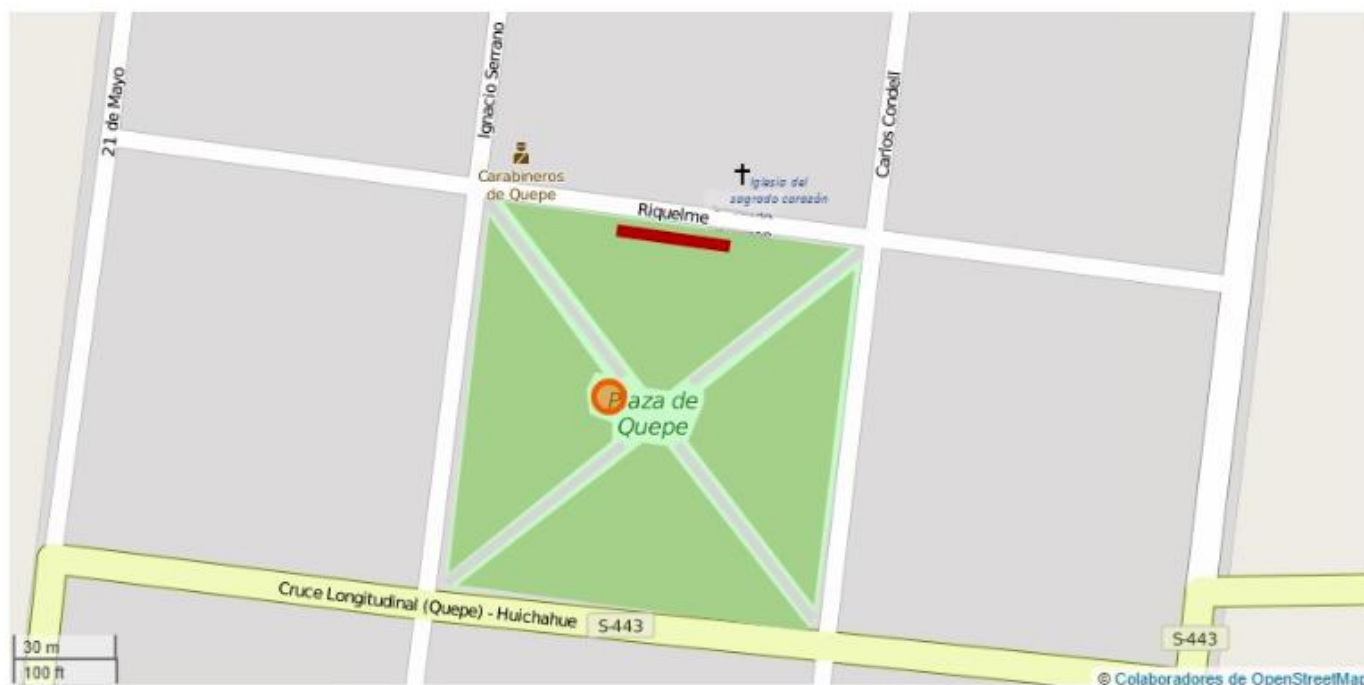 21 de Mayo
Ignacio Serrano
Carlos Condell
Carabineros
de Quepe
Iglesia del
sagrado corazón
Riquelme
Plaza de
Quepe
Cruce Longitudinal (Quepe) - Huichahue
S-443
S-443
30 m
100 ft
© Colaboradores de OpenStreetMap